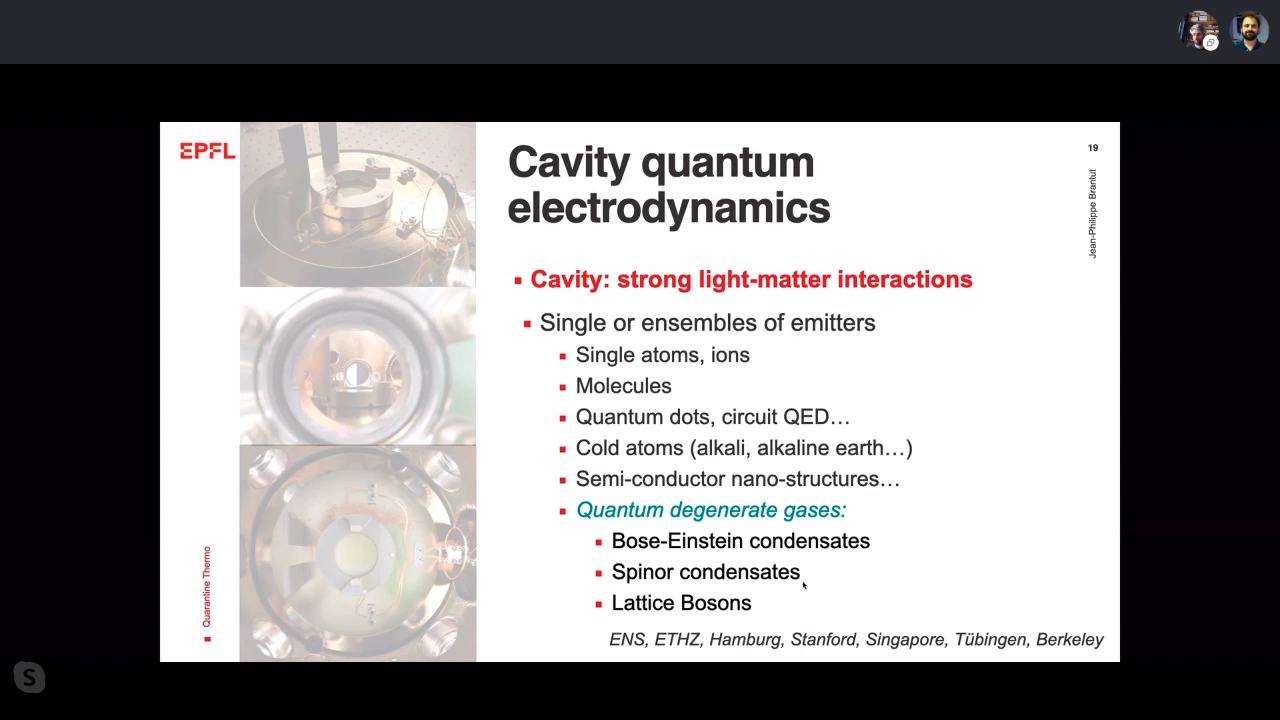 EPFL
Cavity quantum
electrodynamics
19
Jean-Philippe Brantut
Cavity: strong light-matter interactions
Single or ensembles of emitters
Single atoms, ions
Molecules
Quantum dots, circuit QED…
Cold atoms (alkali, alkaline earth…)
Semi-conductor nano-structures…
Quantum degenerate gases:
Bose-Einstein condensates
Spinor condensates
Lattice Bosons
ENS, ETHZ, Hamburg, Stanford, Singapore, Tübingen, Berkeley
Quarantine Thermo
S